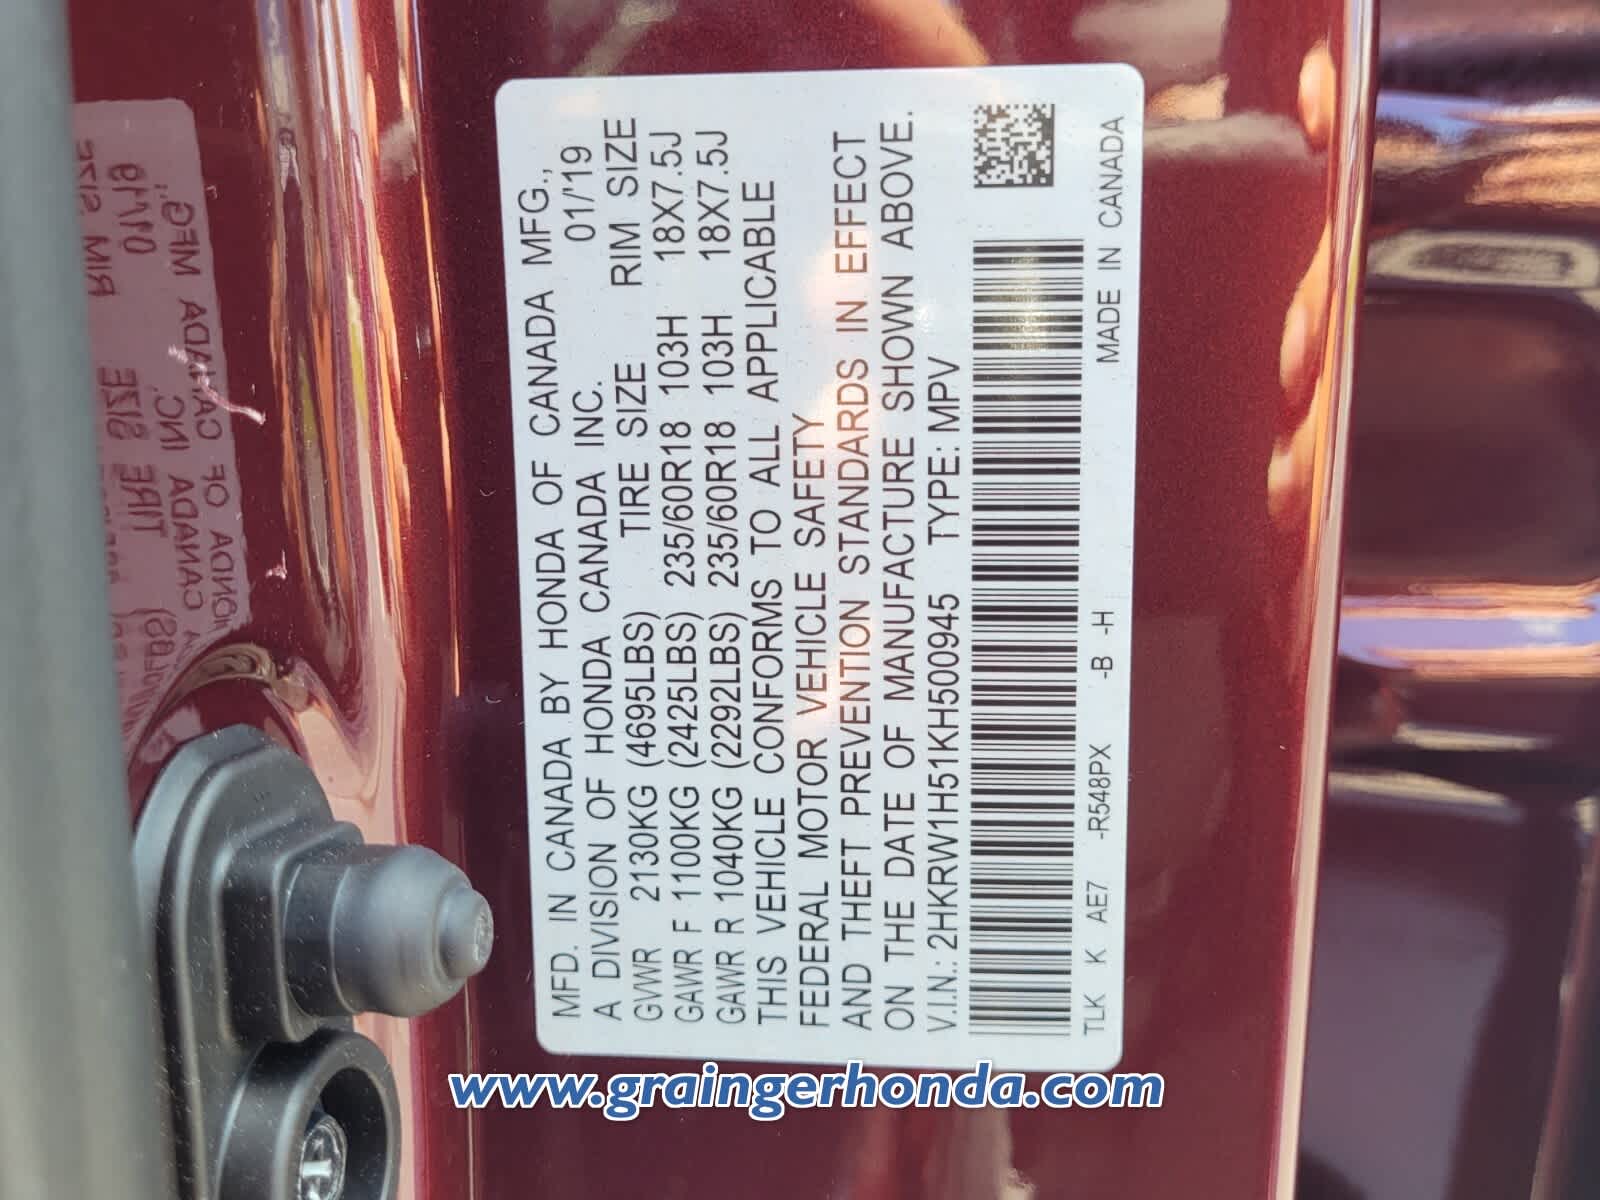 MFD. IN CANADA BY HONDA OF CANADA MFG.,
A DIVISION OF HONDA CANADA INC. 01/'19
GVWR 2130KG (4695LBS) TIRE SIZE RIM SIZE
GAWR F 1100KG (2425LBS) 235/60R18 103H 18X7.5J
GAWR R 1040KG (2292LBS) 235/60R18 103H 18X7.5J
THIS VEHICLE CONFORMS TO ALL APPLICABLE
FEDERAL MOTOR VEHICLE SAFETY
AND THEFT PREVENTION STANDARDS IN EFFECT
ON THE DATE OF MANUFACTURE SHOWN ABOVE.
V.I.N.: 2HKRW1H51KH500945 TYPE: MPV
TLK K AE7 -R548PX -B -H MADE IN CANADA
www.graingerhonda.com